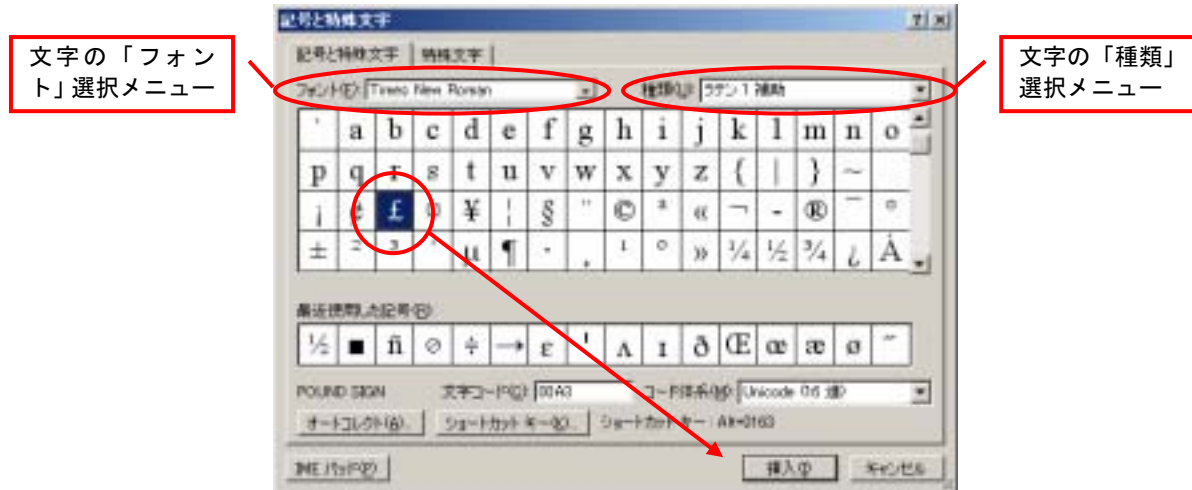 記号と特殊文字
文字の「フォン
ト」選択メニュー
文字の「種類」
選択メニュー
記号と特殊文字 特殊文字
フォント(F): Times New Roman 種類(U): ラテン 1 補助
` a b c d e f g h i j k l m n o
p q r s t u v w x y z { | } ~
¡ ¢ £ ¤ ¥ ¦ § ¨ © ª « ¬ - ® ¯ °
± ² ³ ´ µ ¶ · ¸ ¹ º » ¼ ½ ¾ ¿ À
最近使用した記号(R):
½ ■ ñ ÷ → ε ʌ ɪ ð Œ œ æ ø
POUND SIGN 文字コード(C): 00A3 コード体系(M): Unicode (16 進)
オートコレクト(A)... ショートカット キー(K)... ショートカット キー : Alt+0163
IME パッド(P) 挿入(I) キャンセル